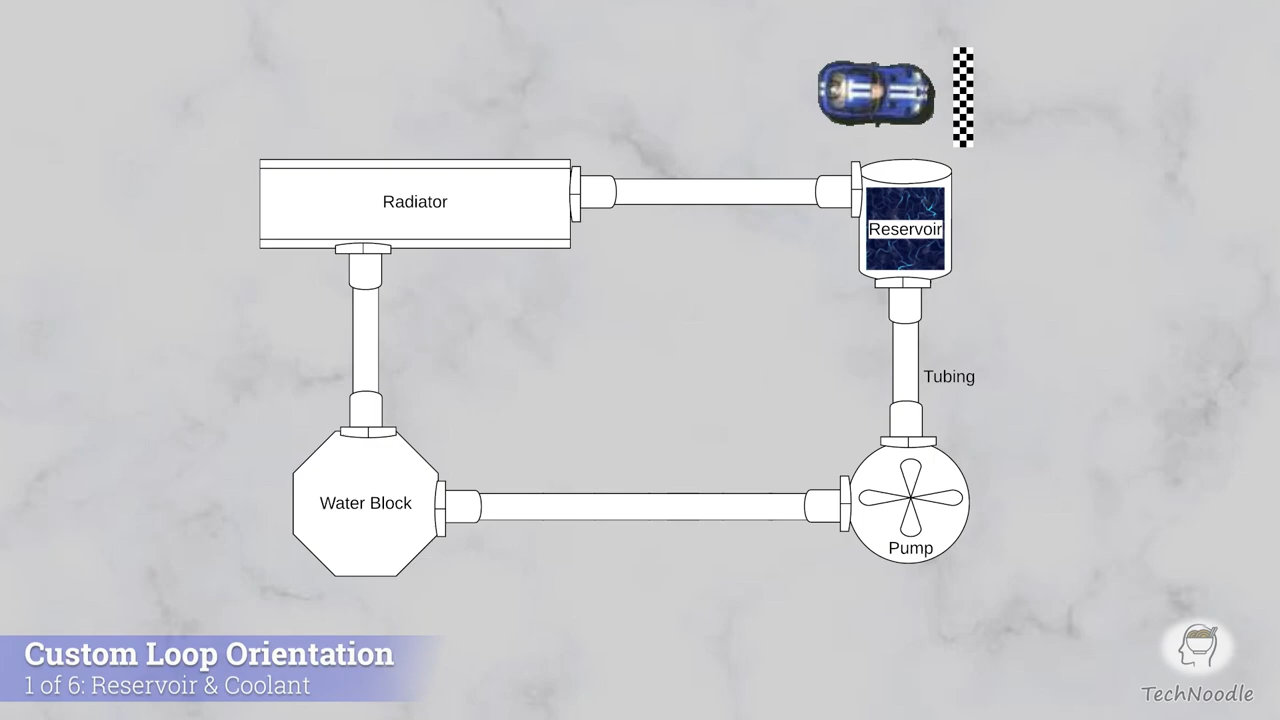 Radiator
Reservoir
Tubing
Water Block
Pump
Custom Loop Orientation
1 of 6: Reservoir & Coolant
TechNoodle